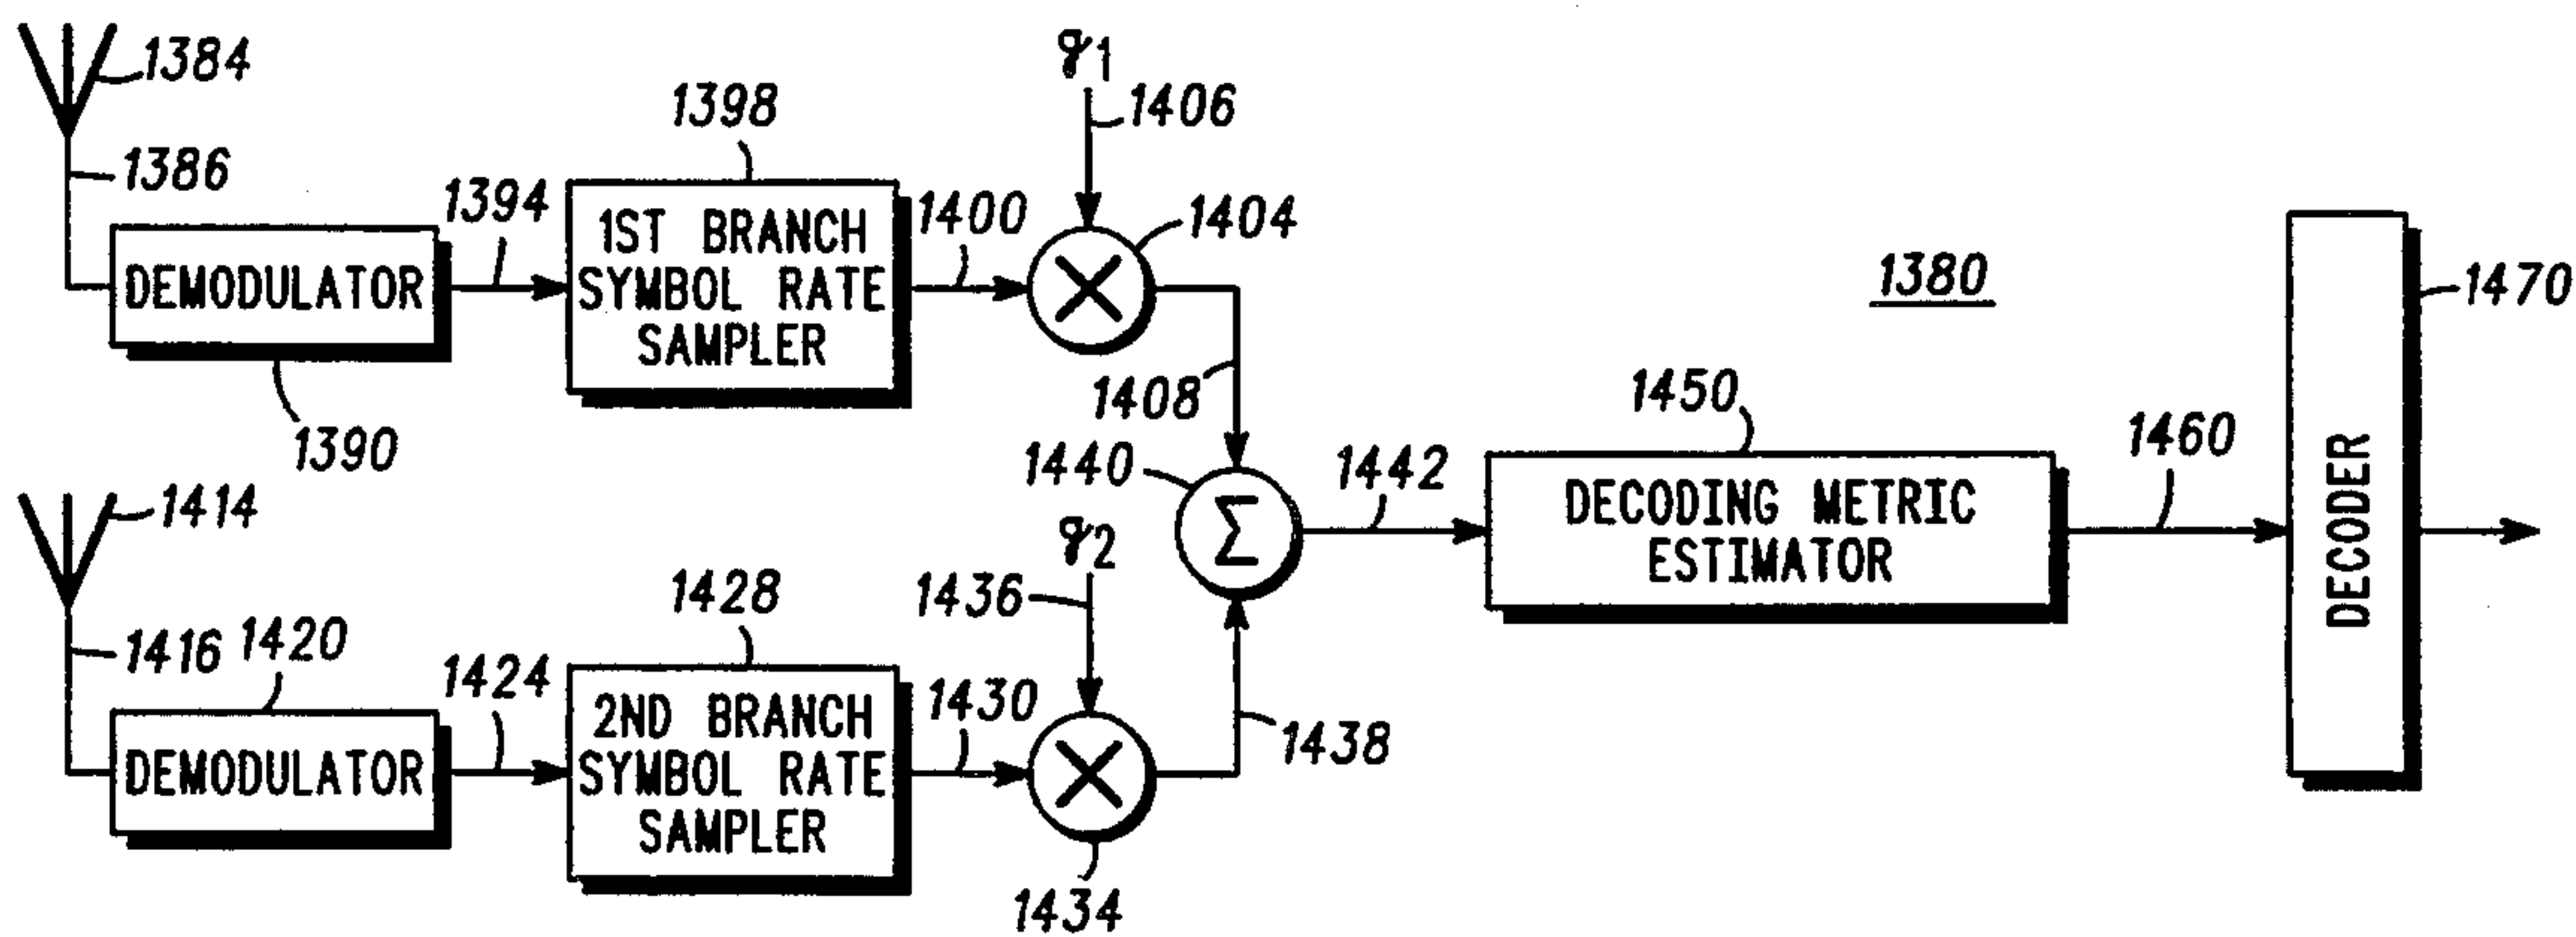 1384
1386
DEMODULATOR
1390
1394
1398
1ST BRANCH
SYMBOL RATE
SAMPLER
1400
γ1
1406
1404
1408
1414
1416
1420
DEMODULATOR
1424
1428
2ND BRANCH
SYMBOL RATE
SAMPLER
1430
γ2
1436
1434
1438
1440
Σ
1442
1450
DECODING METRIC
ESTIMATOR
1380
1460
DECODER
1470